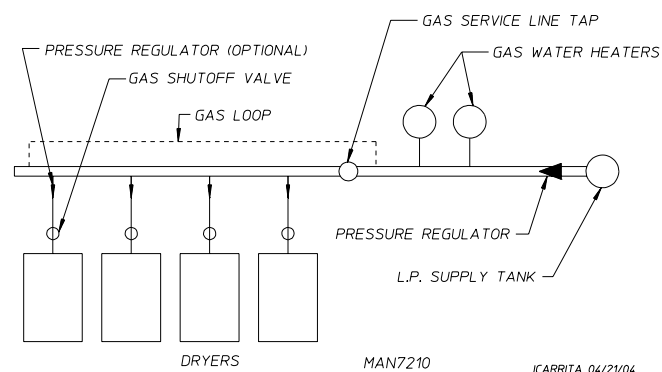 GAS SERVICE LINE TAP
PRESSURE REGULATOR (OPTIONAL)
GAS WATER HEATERS
GAS SHUTOFF VALVE
GAS LOOP
PRESSURE REGULATOR
L.P. SUPPLY TANK
DRYERS
MAN7210
JCARRITA 04/21/04